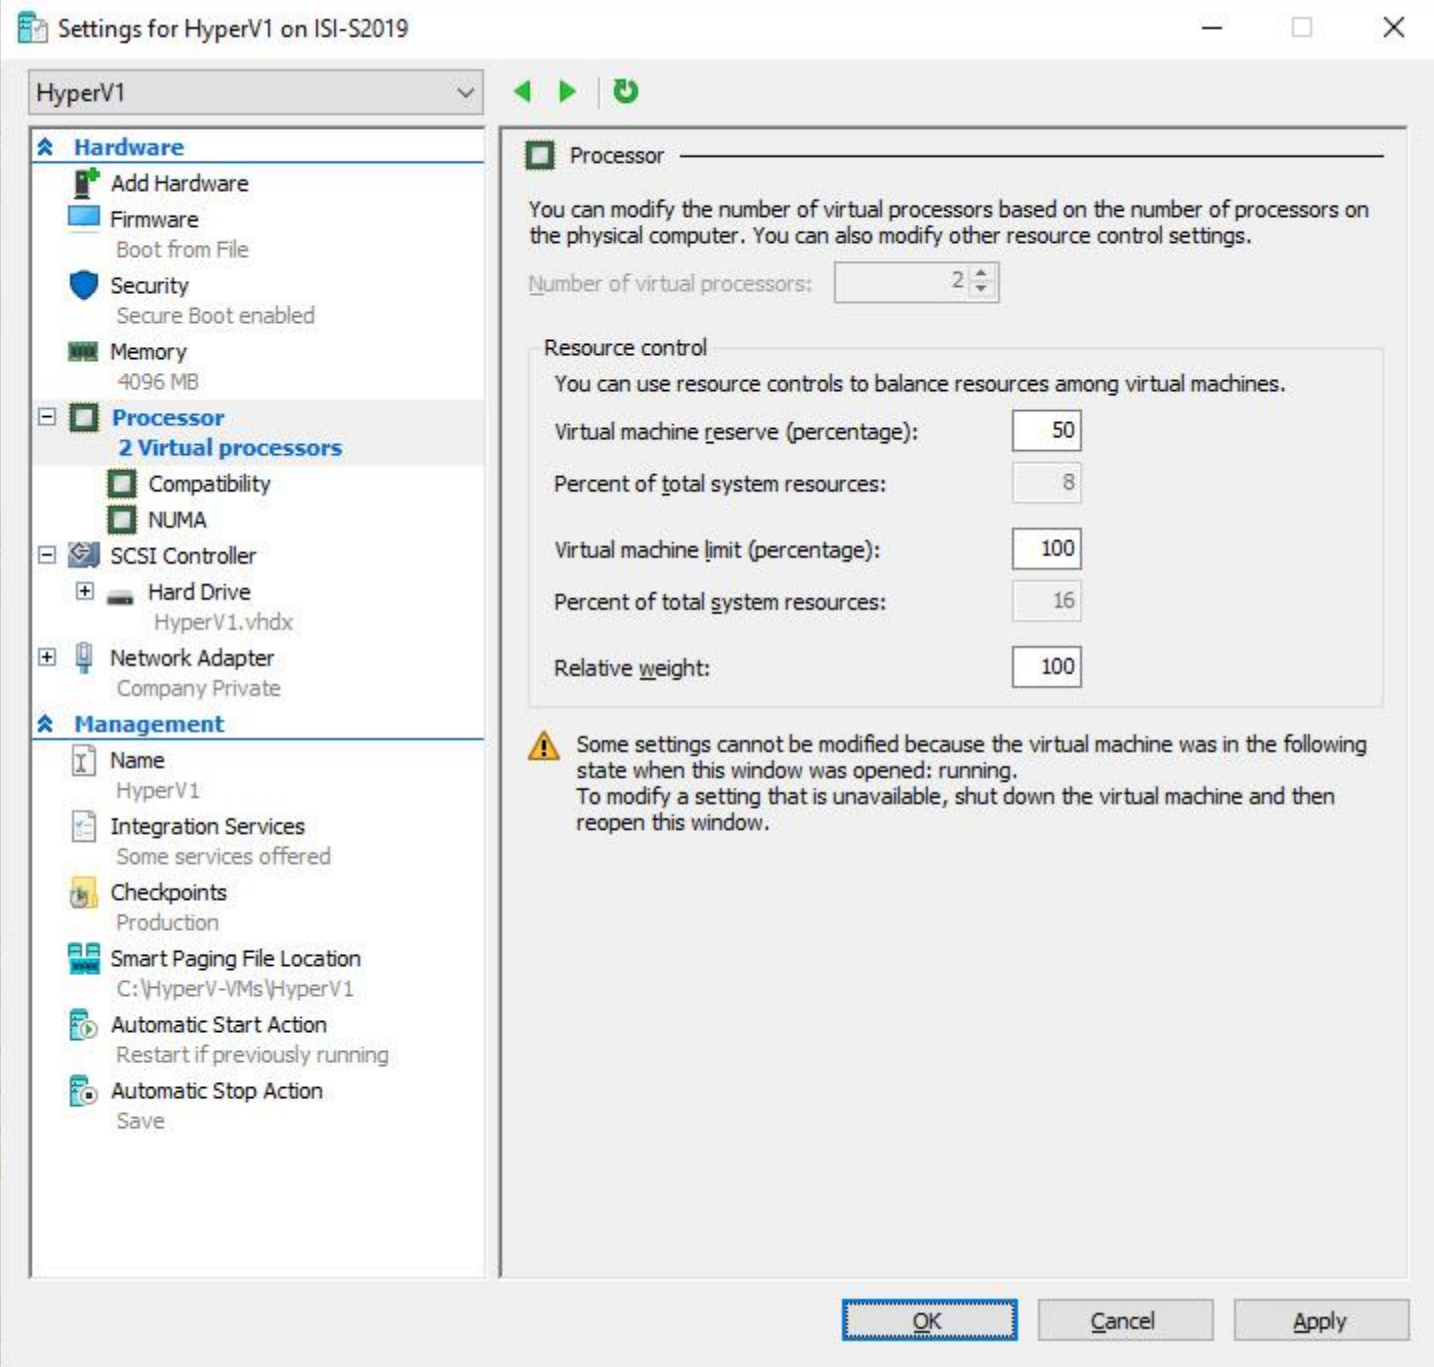 Settings for HyperV1 on ISI-S2019
HyperV1
Hardware
Add Hardware
Firmware
Boot from File
Security
Secure Boot enabled
Memory
4096 MB
Processor
2 Virtual processors
Compatibility
NUMA
SCSI Controller
Hard Drive
HyperV1.vhdx
Network Adapter
Company Private
Management
Name
HyperV1
Integration Services
Some services offered
Checkpoints
Production
Smart Paging File Location
C:\HyperV-VMs\HyperV1
Automatic Start Action
Restart if previously running
Automatic Stop Action
Save
Processor
You can modify the number of virtual processors based on the number of processors on
the physical computer. You can also modify other resource control settings.
Number of virtual processors: 2
Resource control
You can use resource controls to balance resources among virtual machines.
Virtual machine reserve (percentage): 50
Percent of total system resources: 8
Virtual machine limit (percentage): 100
Percent of total system resources: 16
Relative weight: 100
Some settings cannot be modified because the virtual machine was in the following
state when this window was opened: running.
To modify a setting that is unavailable, shut down the virtual machine and then
reopen this window.
OK Cancel Apply